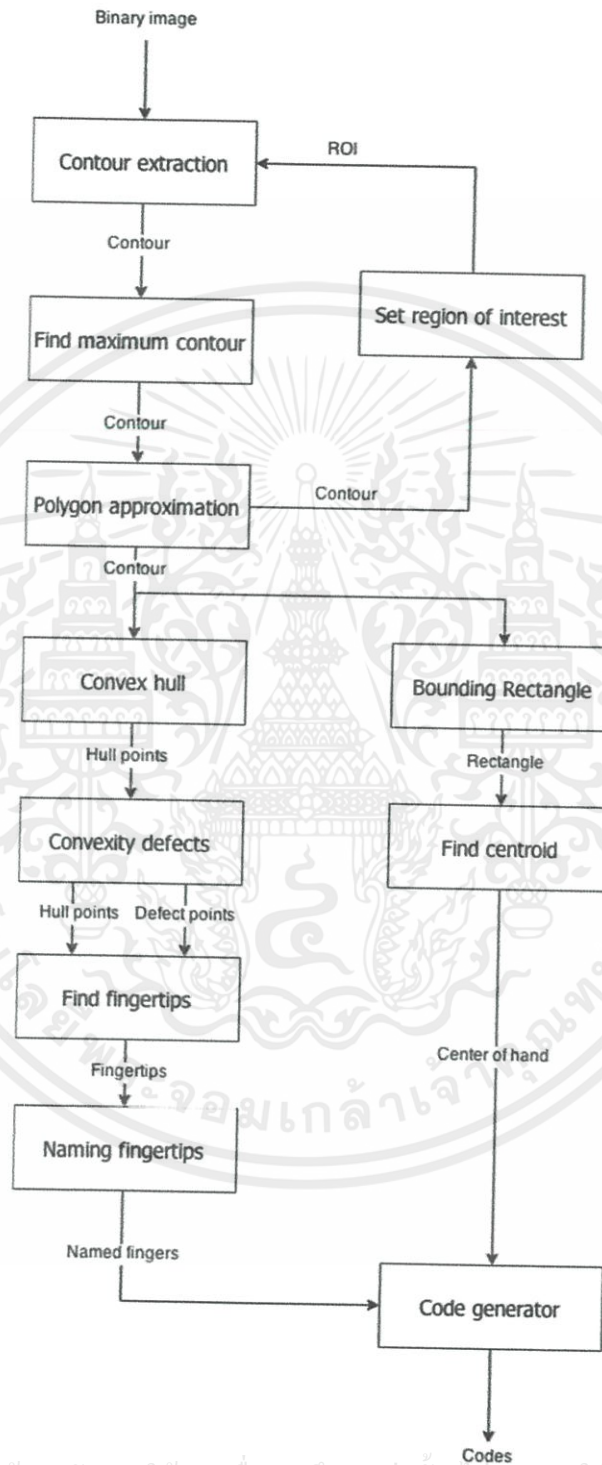 Binary image
Contour extraction
ROI
Contour
Find maximum contour
Set region of interest
Contour
Polygon approximation
Contour
Contour
Convex hull
Bounding Rectangle
Hull points
Rectangle
Convexity defects
Find centroid
Hull points Defect points
Find fingertips
Fingertips
Center of hand
Naming fingertips
Named fingers
Code generator
Codes